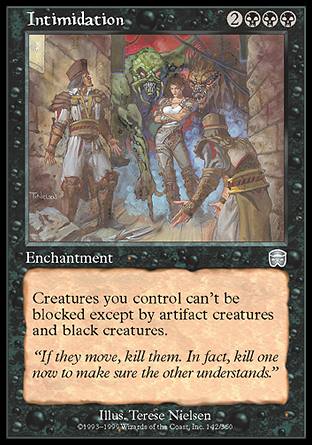 Intimidation 2
T. Nielsen
Enchantment
Creatures you control can't be
blocked except by artifact creatures
and black creatures.
"If they move, kill them. In fact, kill one
now to make sure the other understands."
Illus. Terese Nielsen
©1993–1999 Wizards of the Coast, Inc. 142/350